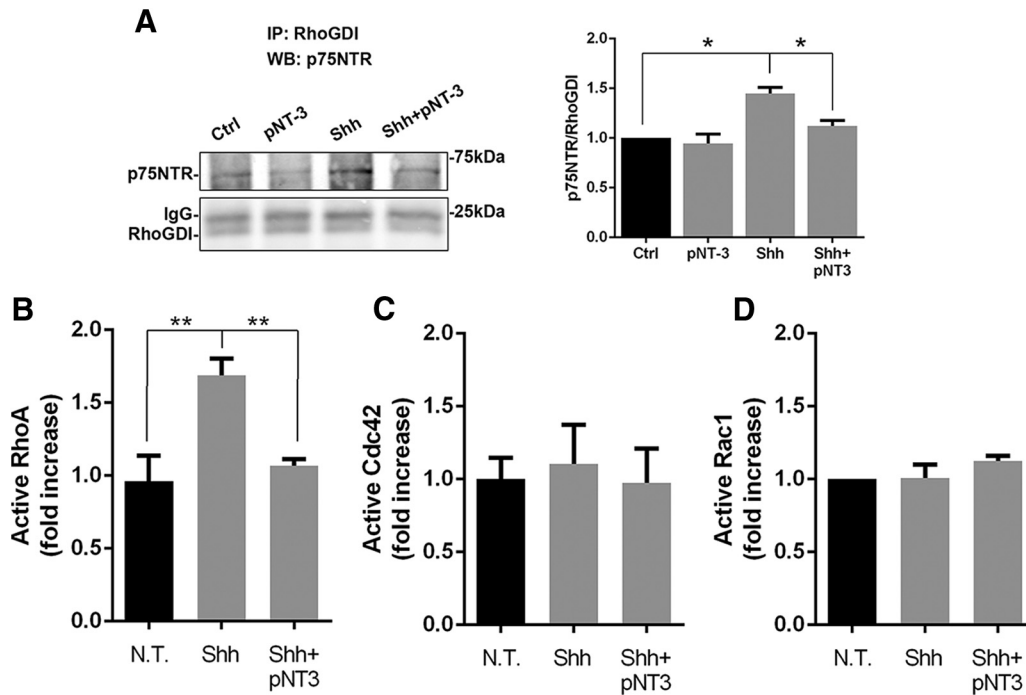 A
IP: RhoGDI
WB: p75NTR
Ctrl
pNT-3
Shh
Shh+pNT-3
p75NTR-
-75kDa
IgG
RhoGDI-
-25kDa
p75NTR/RhoGDI
2.0
1.5
1.0
0.5
0.0
*
*
Ctrl
pNT-3
Shh
Shh+
pNT3
B
Active RhoA
(fold increase)
2.0
1.5
1.0
0.5
0.0
**
**
N.T.
Shh
Shh+
pNT3
C
Active Cdc42
(fold increase)
2.0
1.5
1.0
0.5
0.0
N.T.
Shh
Shh+
pNT3
D
Active Rac1
(fold increase)
2.0
1.5
1.0
0.5
0.0
N.T.
Shh
Shh+
pNT3